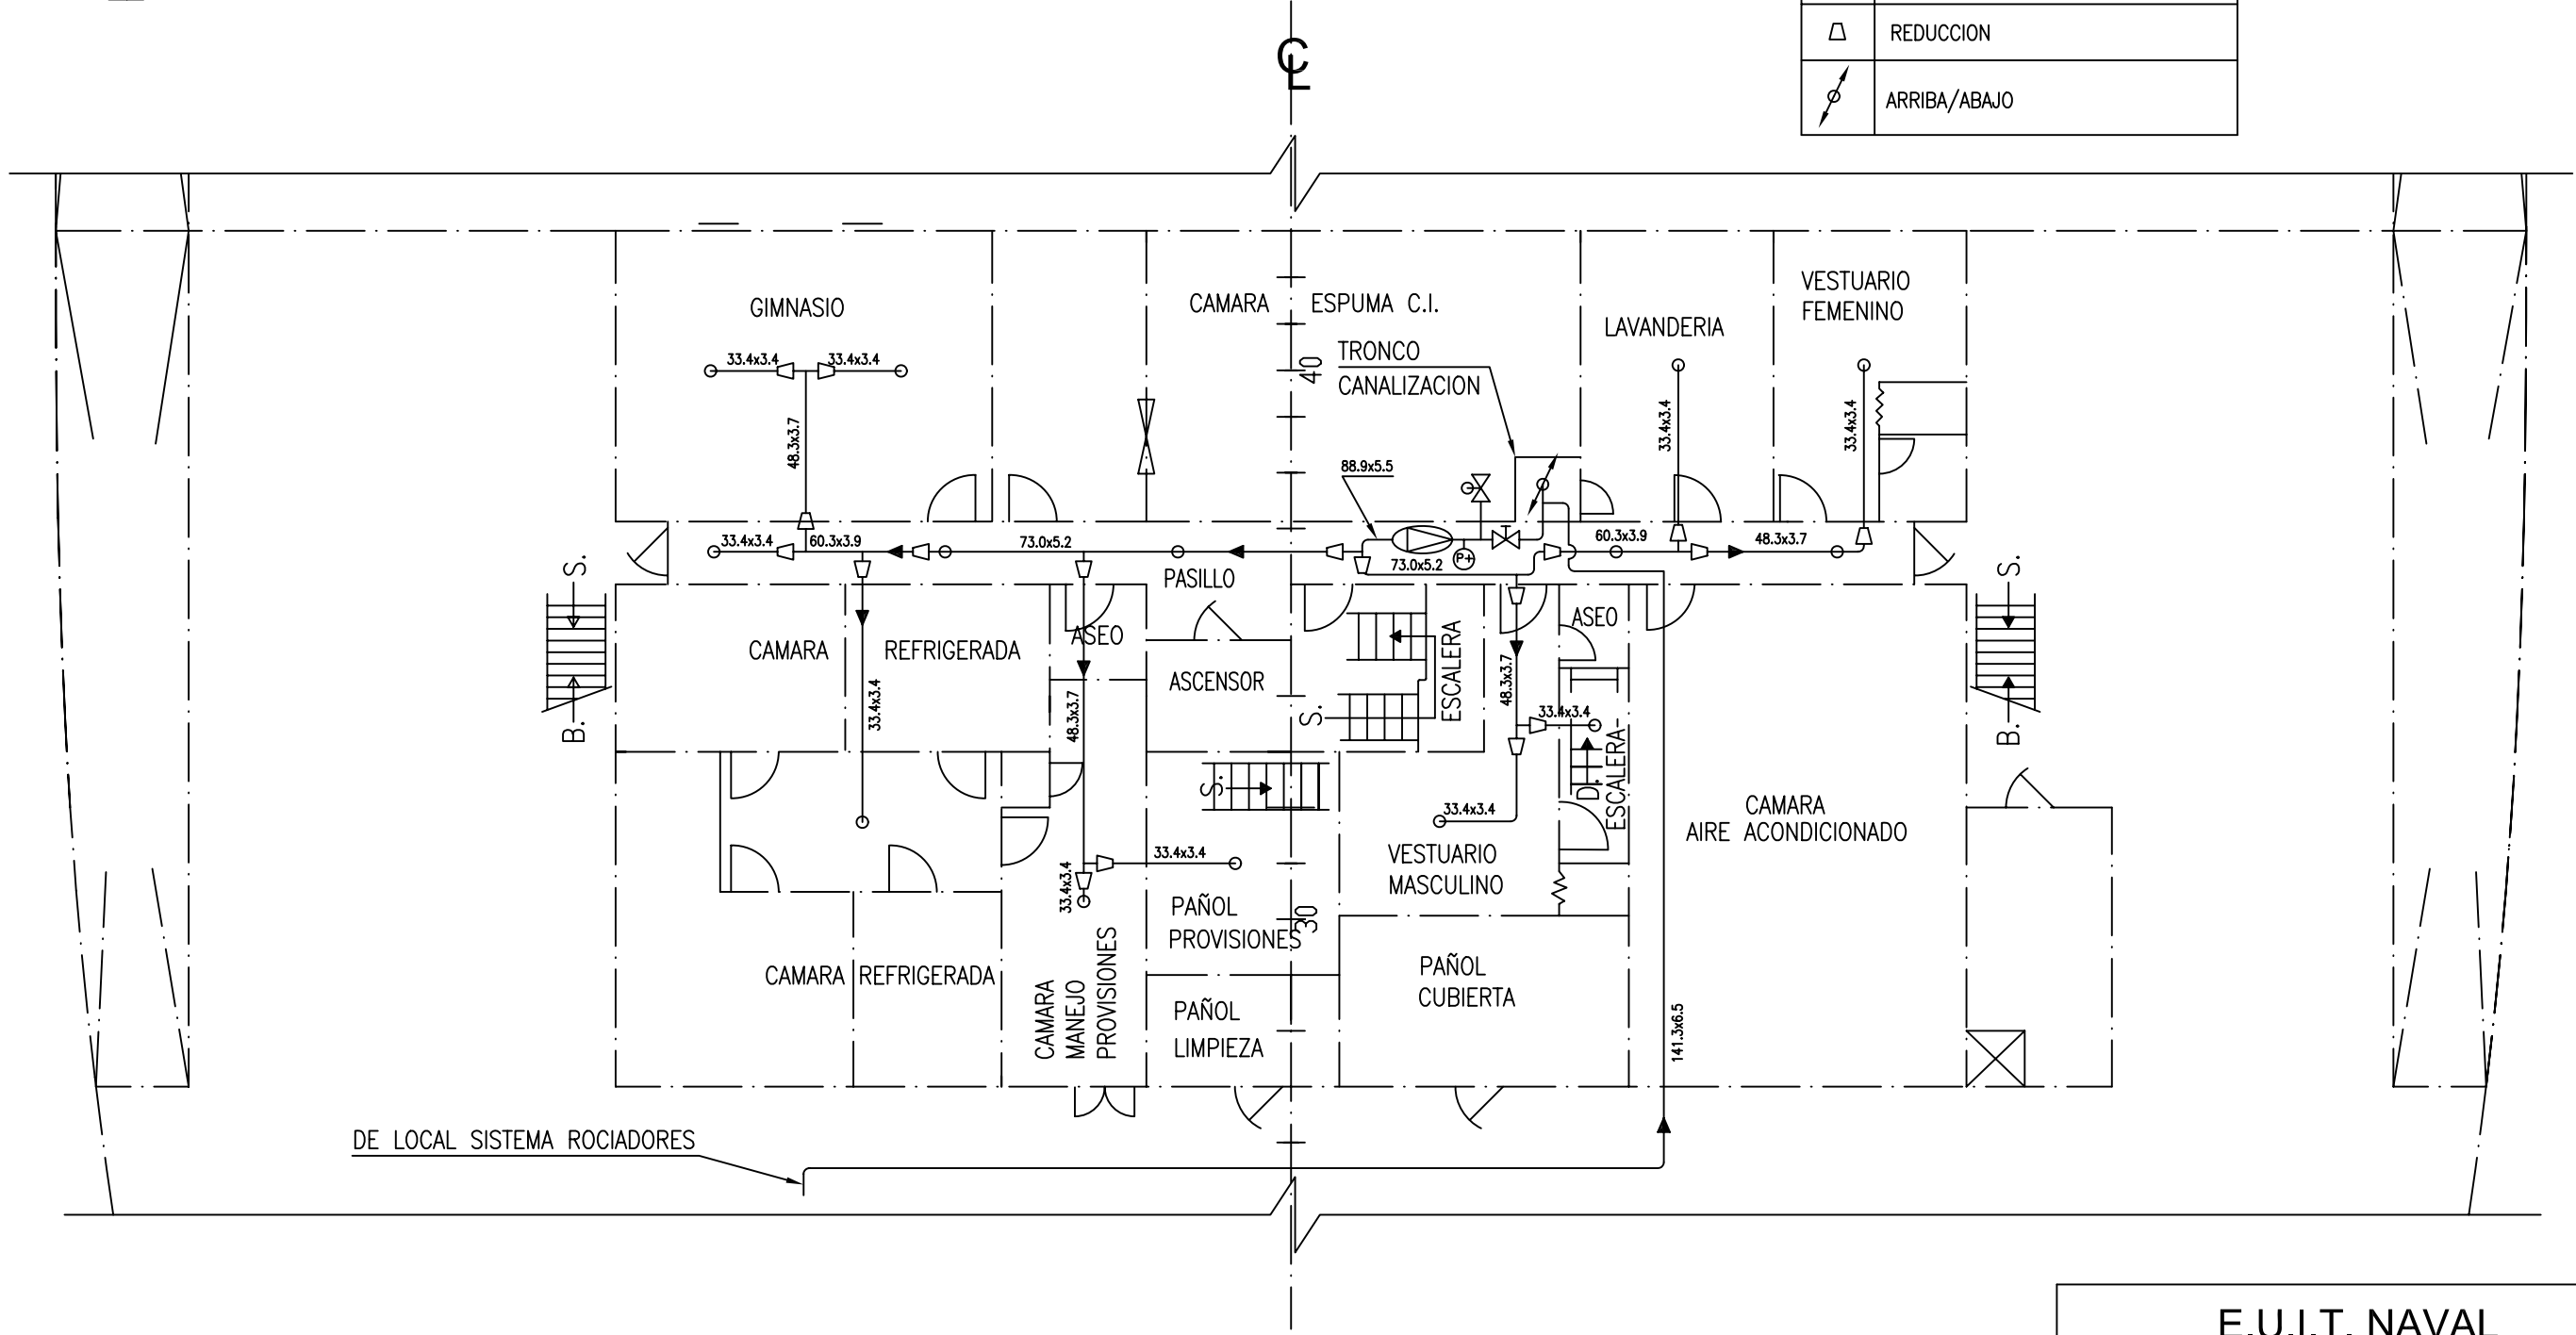 REDUCCION
ARRIBA/ABAJO
CL
GIMNASIO
CAMARA ESPUMA C.I.
LAVANDERIA
VESTUARIO
FEMENINO
TRONCO
CANALIZACION
40
33.4x3.4
33.4x3.4
48.3x3.7
33.4x3.4
33.4x3.4
88.9x5.5
33.4x3.4
60.3x3.9
73.0x5.2
P+
73.0x5.2
60.3x3.9
48.3x3.7
PASILLO
S.
B.
CAMARA
REFRIGERADA
ASEO
ASCENSOR
ESCALERA
S.
ASEO
S.
B.
33.4x3.4
48.3x3.7
48.3x3.7
33.4x3.4
ESCALERA
D.
S.
33.4x3.4
CAMARA
AIRE ACONDICIONADO
VESTUARIO
MASCULINO
33.4x3.4
33.4x3.4
PAÑOL
PROVISIONES
30
CAMARA REFRIGERADA
CAMARA
MANEJO
PROVISIONES
PAÑOL
LIMPIEZA
PAÑOL
CUBIERTA
141.3x6.5
DE LOCAL SISTEMA ROCIADORES
E.U.I.T. NAVAL